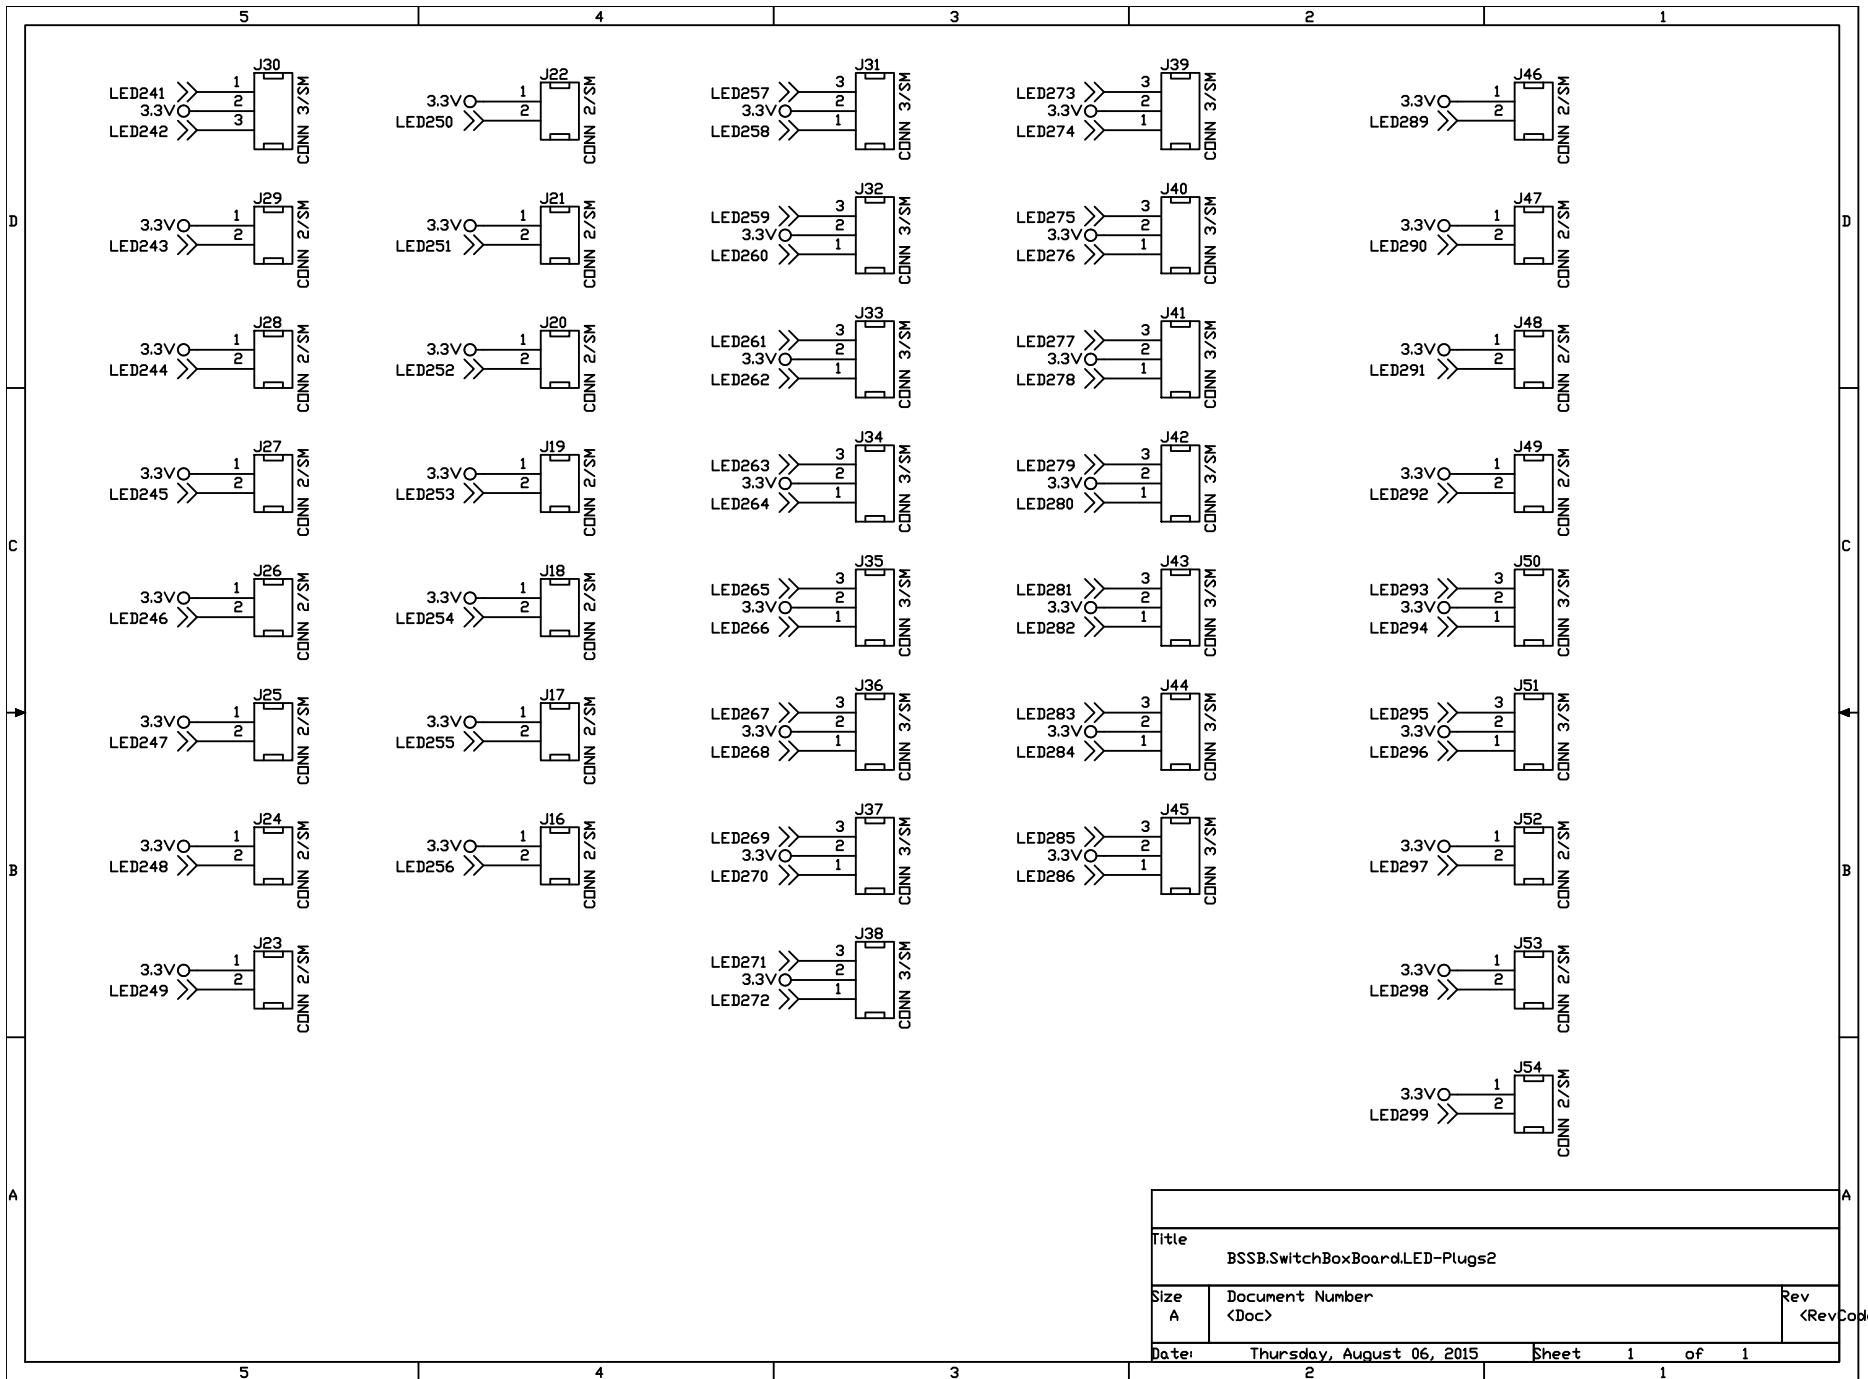 5 4 3 2 1
D
C
B
A
D
C
B
A
J30
LED241 1
3.3V 2
LED242 3
CONN 3/SM
J29
3.3V 1
LED243 2
CONN 2/SM
J28
3.3V 1
LED244 2
CONN 2/SM
J27
3.3V 1
LED245 2
CONN 2/SM
J26
3.3V 1
LED246 2
CONN 2/SM
J25
3.3V 1
LED247 2
CONN 2/SM
J24
3.3V 1
LED248 2
CONN 2/SM
J23
3.3V 1
LED249 2
CONN 2/SM
J22
3.3V 1
LED250 2
CONN 2/SM
J21
3.3V 1
LED251 2
CONN 2/SM
J20
3.3V 1
LED252 2
CONN 2/SM
J19
3.3V 1
LED253 2
CONN 2/SM
J18
3.3V 1
LED254 2
CONN 2/SM
J17
3.3V 1
LED255 2
CONN 2/SM
J16
3.3V 1
LED256 2
CONN 2/SM
J31
LED257 3
3.3V 2
LED258 1
CONN 3/SM
J32
LED259 3
3.3V 2
LED260 1
CONN 3/SM
J33
LED261 3
3.3V 2
LED262 1
CONN 3/SM
J34
LED263 3
3.3V 2
LED264 1
CONN 3/SM
J35
LED265 3
3.3V 2
LED266 1
CONN 3/SM
J36
LED267 3
3.3V 2
LED268 1
CONN 3/SM
J37
LED269 3
3.3V 2
LED270 1
CONN 3/SM
J38
LED271 3
3.3V 2
LED272 1
CONN 3/SM
J39
LED273 3
3.3V 2
LED274 1
CONN 3/SM
J40
LED275 3
3.3V 2
LED276 1
CONN 3/SM
J41
LED277 3
3.3V 2
LED278 1
CONN 3/SM
J42
LED279 3
3.3V 2
LED280 1
CONN 3/SM
J43
LED281 3
3.3V 2
LED282 1
CONN 3/SM
J44
LED283 3
3.3V 2
LED284 1
CONN 3/SM
J45
LED285 3
3.3V 2
LED286 1
CONN 3/SM
J46
3.3V 1
LED289 2
CONN 2/SM
J47
3.3V 1
LED290 2
CONN 2/SM
J48
3.3V 1
LED291 2
CONN 2/SM
J49
3.3V 1
LED292 2
CONN 2/SM
J50
LED293 3
3.3V 2
LED294 1
CONN 3/SM
J51
LED295 3
3.3V 2
LED296 1
CONN 3/SM
J52
3.3V 1
LED297 2
CONN 2/SM
J53
3.3V 1
LED298 2
CONN 2/SM
J54
3.3V 1
LED299 2
CONN 2/SM
Title
BSSB.SwitchBoxBoard.LED-Plugs2
Size Document Number Rev
A <Doc> <RevCod
Date: Thursday, August 06, 2015 Sheet 1 of 1
5 4 2 1